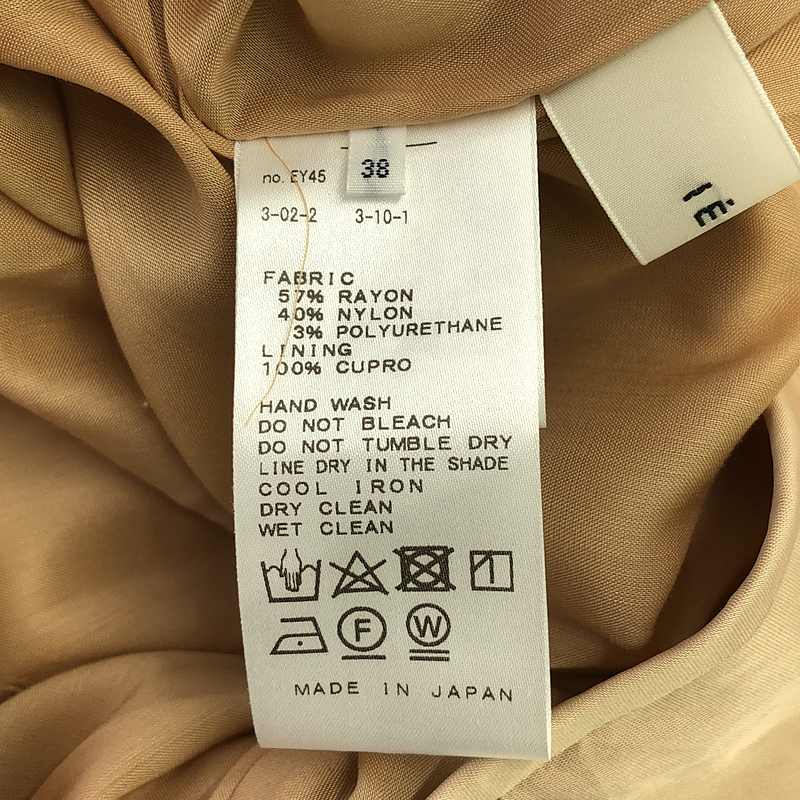 38
no. EY45
3-02-2 3-10-1
FABRIC
57% RAYON
40% NYLON
3% POLYURETHANE
LINING
100% CUPRO
HAND WASH
DO NOT BLEACH
DO NOT TUMBLE DRY
LINE DRY IN THE SHADE
COOL IRON
DRY CLEAN
WET CLEAN
F W
MADE IN JAPAN